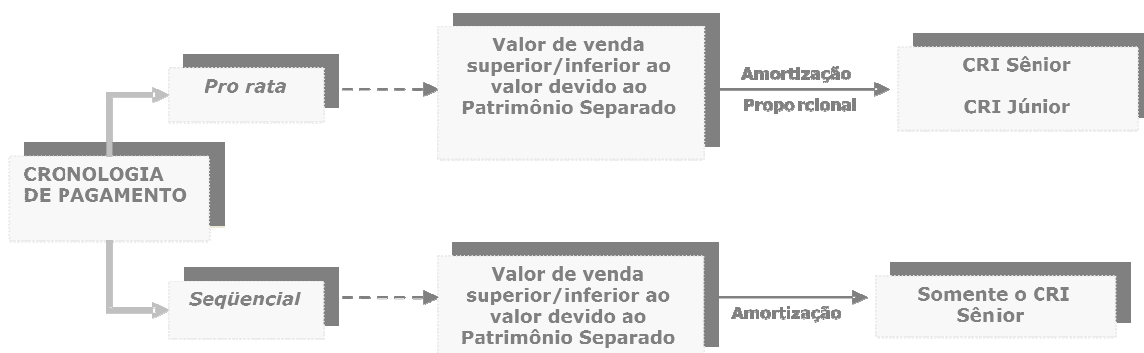 Pro rata
Valor de venda
superior/inferior ao
valor devido ao
Patrimônio Separado
Amortização
Proporcional
CRI Sênior
CRI Júnior
CRONOLOGIA
DE PAGAMENTO
Seqüencial
Valor de venda
superior/inferior ao
valor devido ao
Patrimônio Separado
Amortização
Somente o CRI
Sênior